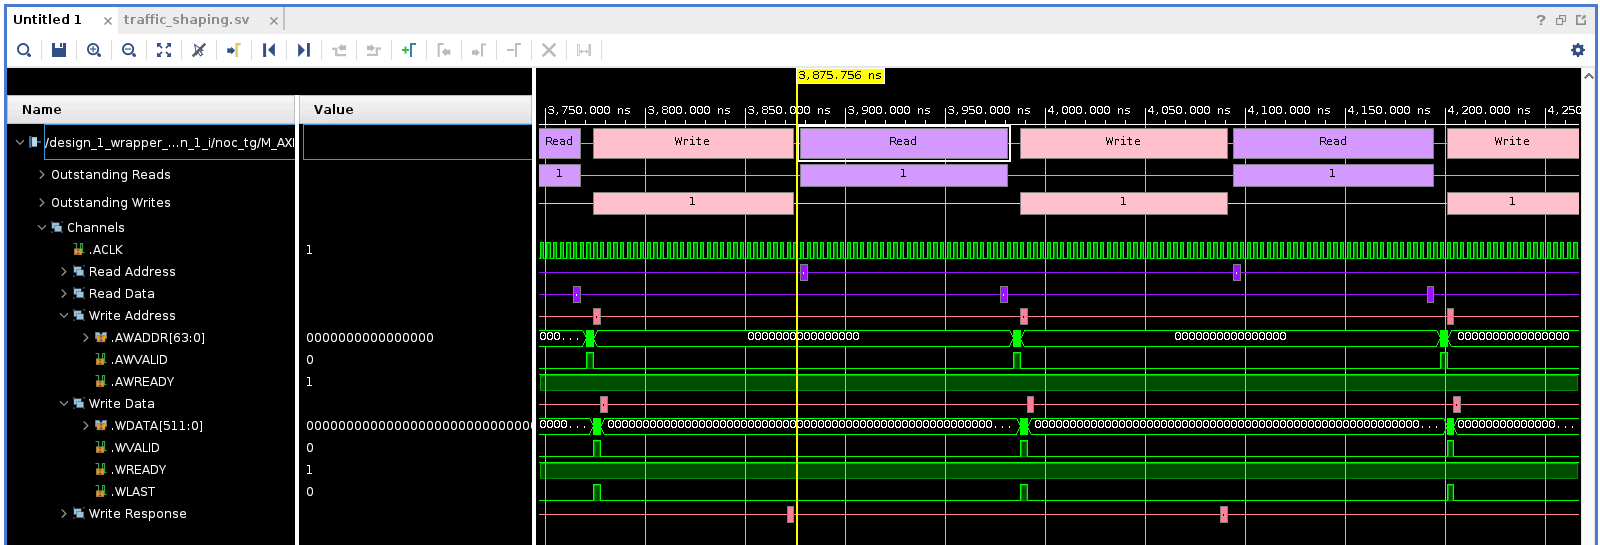 Untitled 1 × traffic_shaping.sv × ?
3,875.756 ns
Name Value
3,750.000 ns 3,800.000 ns 3,850.000 ns 3,900.000 ns 3,950.000 ns 4,000.000 ns 4,050.000 ns 4,100.000 ns 4,150.000 ns 4,200.000 ns 4,250
/design_1_wrapper_...n_1_i/noc_tg/M_AXI Read Write Read Write Read Write
Outstanding Reads 1 1 1
Outstanding Writes 1 1 1
Channels
.ACLK 1
Read Address
Read Data
Write Address
.AWADDR[63:0] 0000000000000000 000... 0000000000000000 0000000000000000 0000000000000000
.AWVALID 0
.AWREADY 1
Write Data
.WDATA[511:0]
.WVALID 0
.WREADY 1
.WLAST 0
Write Response